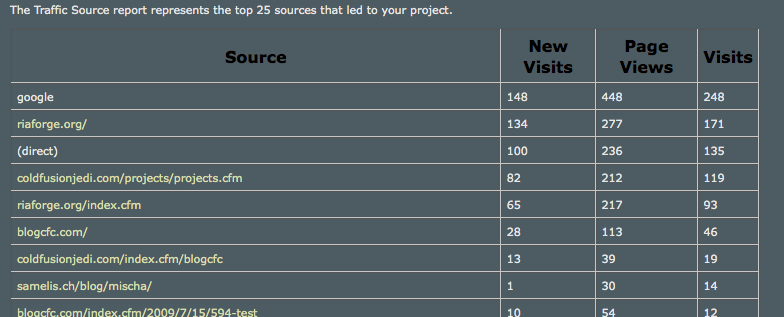 The Traffic Source report represents the top 25 sources that led to your project.
Source New Visits Page Views Visits
google 148 448 248
riaforge.org/ 134 277 171
(direct) 100 236 135
coldfusionjedi.com/projects/projects.cfm 82 212 119
riaforge.org/index.cfm 65 217 93
blogcfc.com/ 28 113 46
coldfusionjedi.com/index.cfm/blogcfc 13 39 19
samelis.ch/blog/mischa/ 1 30 14
blogcfc.com/index.cfm/2009/7/15/594-test 10 54 12